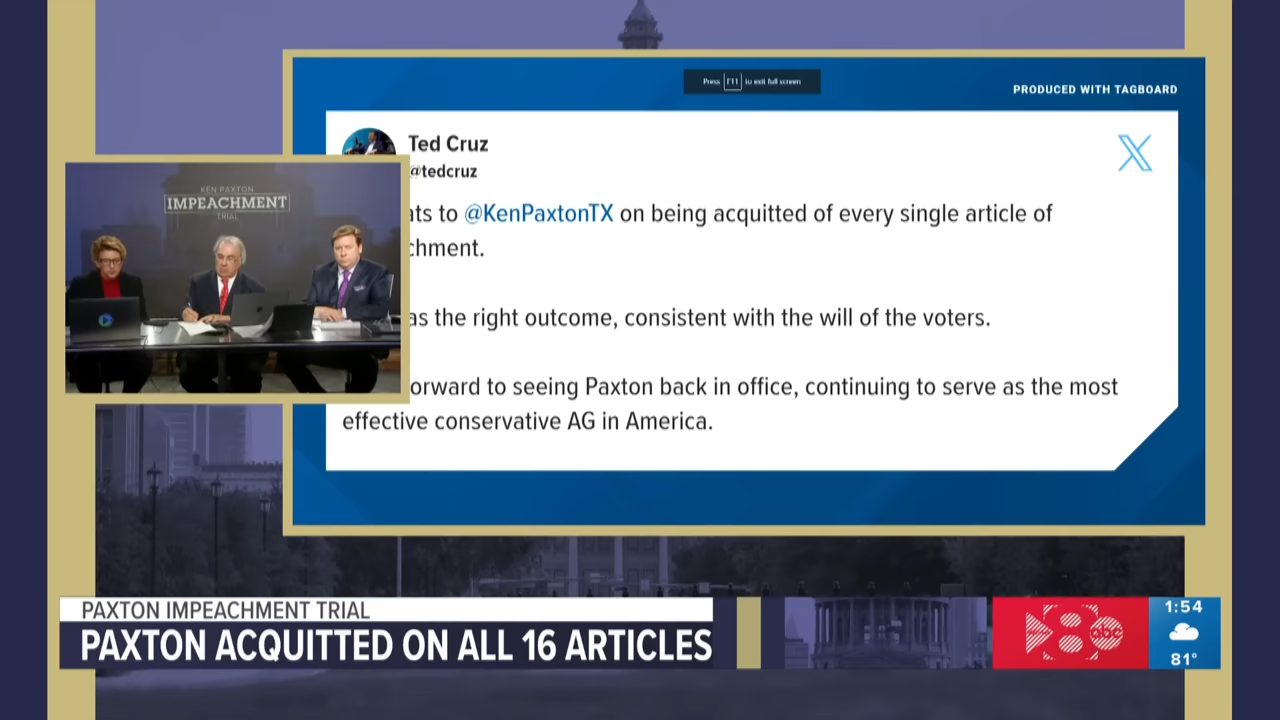 Press F11 to exit full screen
PRODUCED WITH TAGBOARD
Ted Cruz
@tedcruz
ats to @KenPaxtonTX on being acquitted of every single article of
chment.
as the right outcome, consistent with the will of the voters.
orward to seeing Paxton back in office, continuing to serve as the most
effective conservative AG in America.
KEN PAXTON
IMPEACHMENT
TRIAL
PAXTON IMPEACHMENT TRIAL
PAXTON ACQUITTED ON ALL 16 ARTICLES
8 abc
1:54
81°